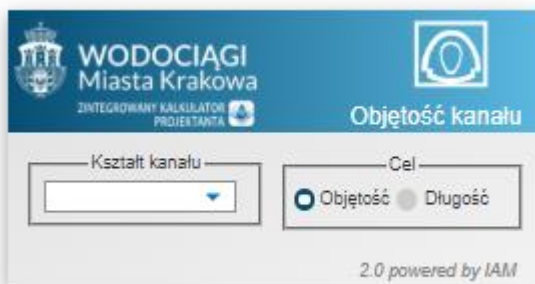 WODOCIĄGI
Miasta Krakowa
ZINTEGROWANY KALKULATOR
PROJEKTANTA
Objętość kanału
Kształt kanału
Cel
Objętość Długość
2.0 powered by IAM